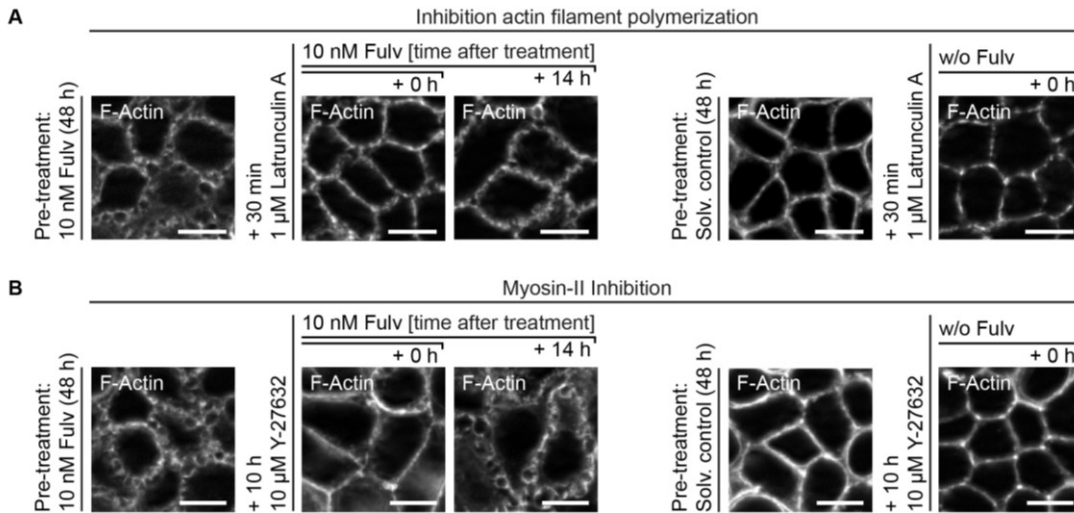 A
Inhibition actin filament polymerization
Pre-treatment:
10 nM Fulv (48 h)
F-Actin
+ 30 min
1 µM Latrunculin A
10 nM Fulv [time after treatment]
+ 0 h
+ 14 h
F-Actin
F-Actin
Pre-treatment:
Solv. control (48 h)
F-Actin
+ 30 min
1 µM Latrunculin A
w/o Fulv
+ 0 h
F-Actin
B
Myosin-II Inhibition
Pre-treatment:
10 nM Fulv (48 h)
F-Actin
+ 10 h
10 µM Y-27632
10 nM Fulv [time after treatment]
+ 0 h
+ 14 h
F-Actin
F-Actin
Pre-treatment:
Solv. control (48 h)
F-Actin
+ 10 h
10 µM Y-27632
w/o Fulv
+ 0 h
F-Actin